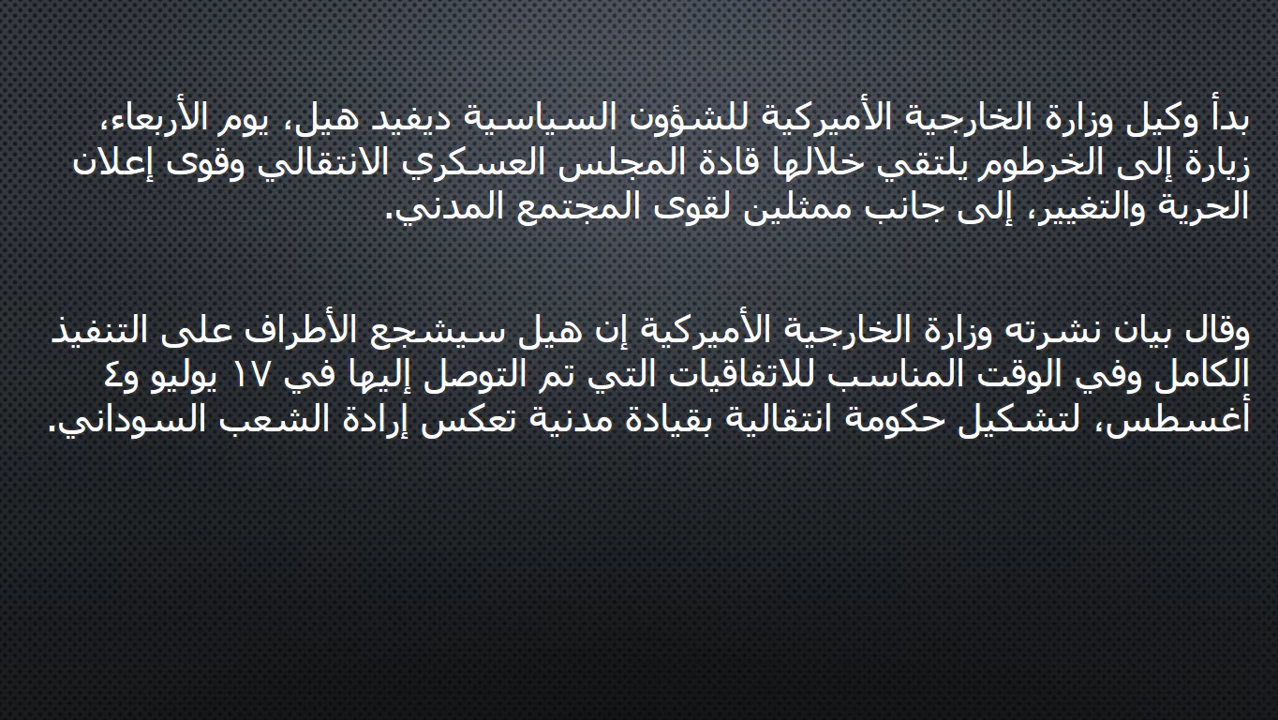 بدأ وكيل وزارة الخارجية الأميركية للشؤون السياسية ديفيد هيل، يوم الأربعاء،
زيارة إلى الخرطوم يلتقي خلالها قادة المجلس العسكري الانتقالي وقوى إعلان
الحرية والتغيير، إلى جانب ممثلين لقوى المجتمع المدني.
وقال بيان نشرته وزارة الخارجية الأميركية إن هيل سيشجع الأطراف على التنفيذ
الكامل وفي الوقت المناسب للاتفاقيات التي تم التوصل إليها في ١٧ يوليو و٤
أغسطس، لتشكيل حكومة انتقالية بقيادة مدنية تعكس إرادة الشعب السوداني.